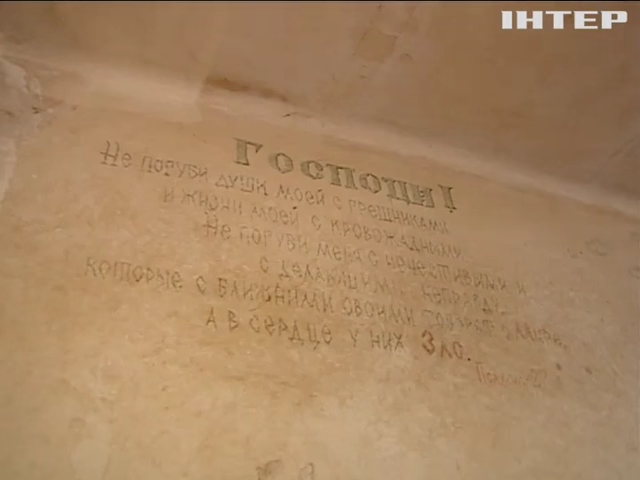 ІНТЕР
Господи!
Не погуби души моей с грешниками
и жизни моей с кровожадными.
Не погуби меня с нечестивыми и
с делающими неправду,
которые с ближними своими говорят о мире,
а в сердце у них Зло.